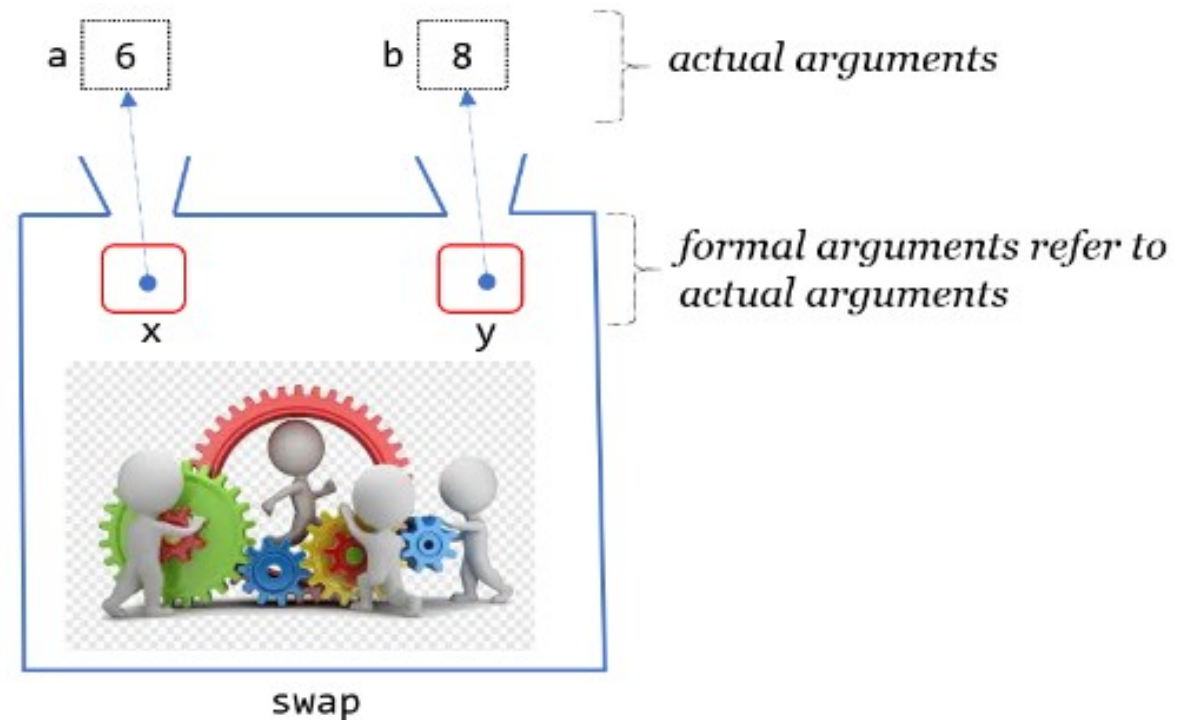 a 6 b 8 actual arguments
formal arguments refer to
actual arguments
x y
swap